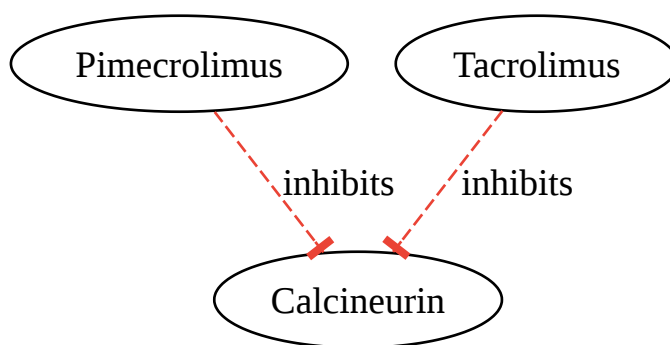 Pimecrolimus
Tacrolimus
inhibits
inhibits
Calcineurin